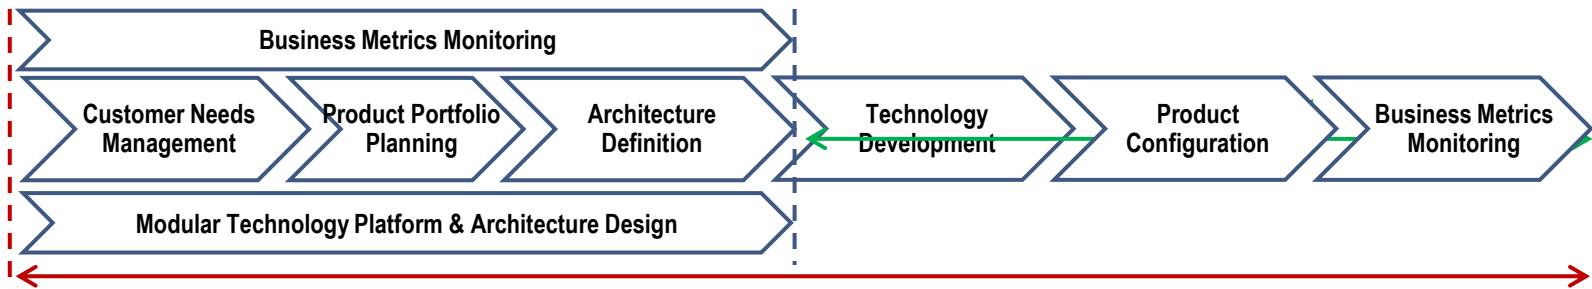 Business Metrics Monitoring
Customer Needs
Management
Product Portfolio
Planning
Architecture
Definition
Technology
Development
Product
Configuration
Business Metrics
Monitoring
Modular Technology Platform & Architecture Design